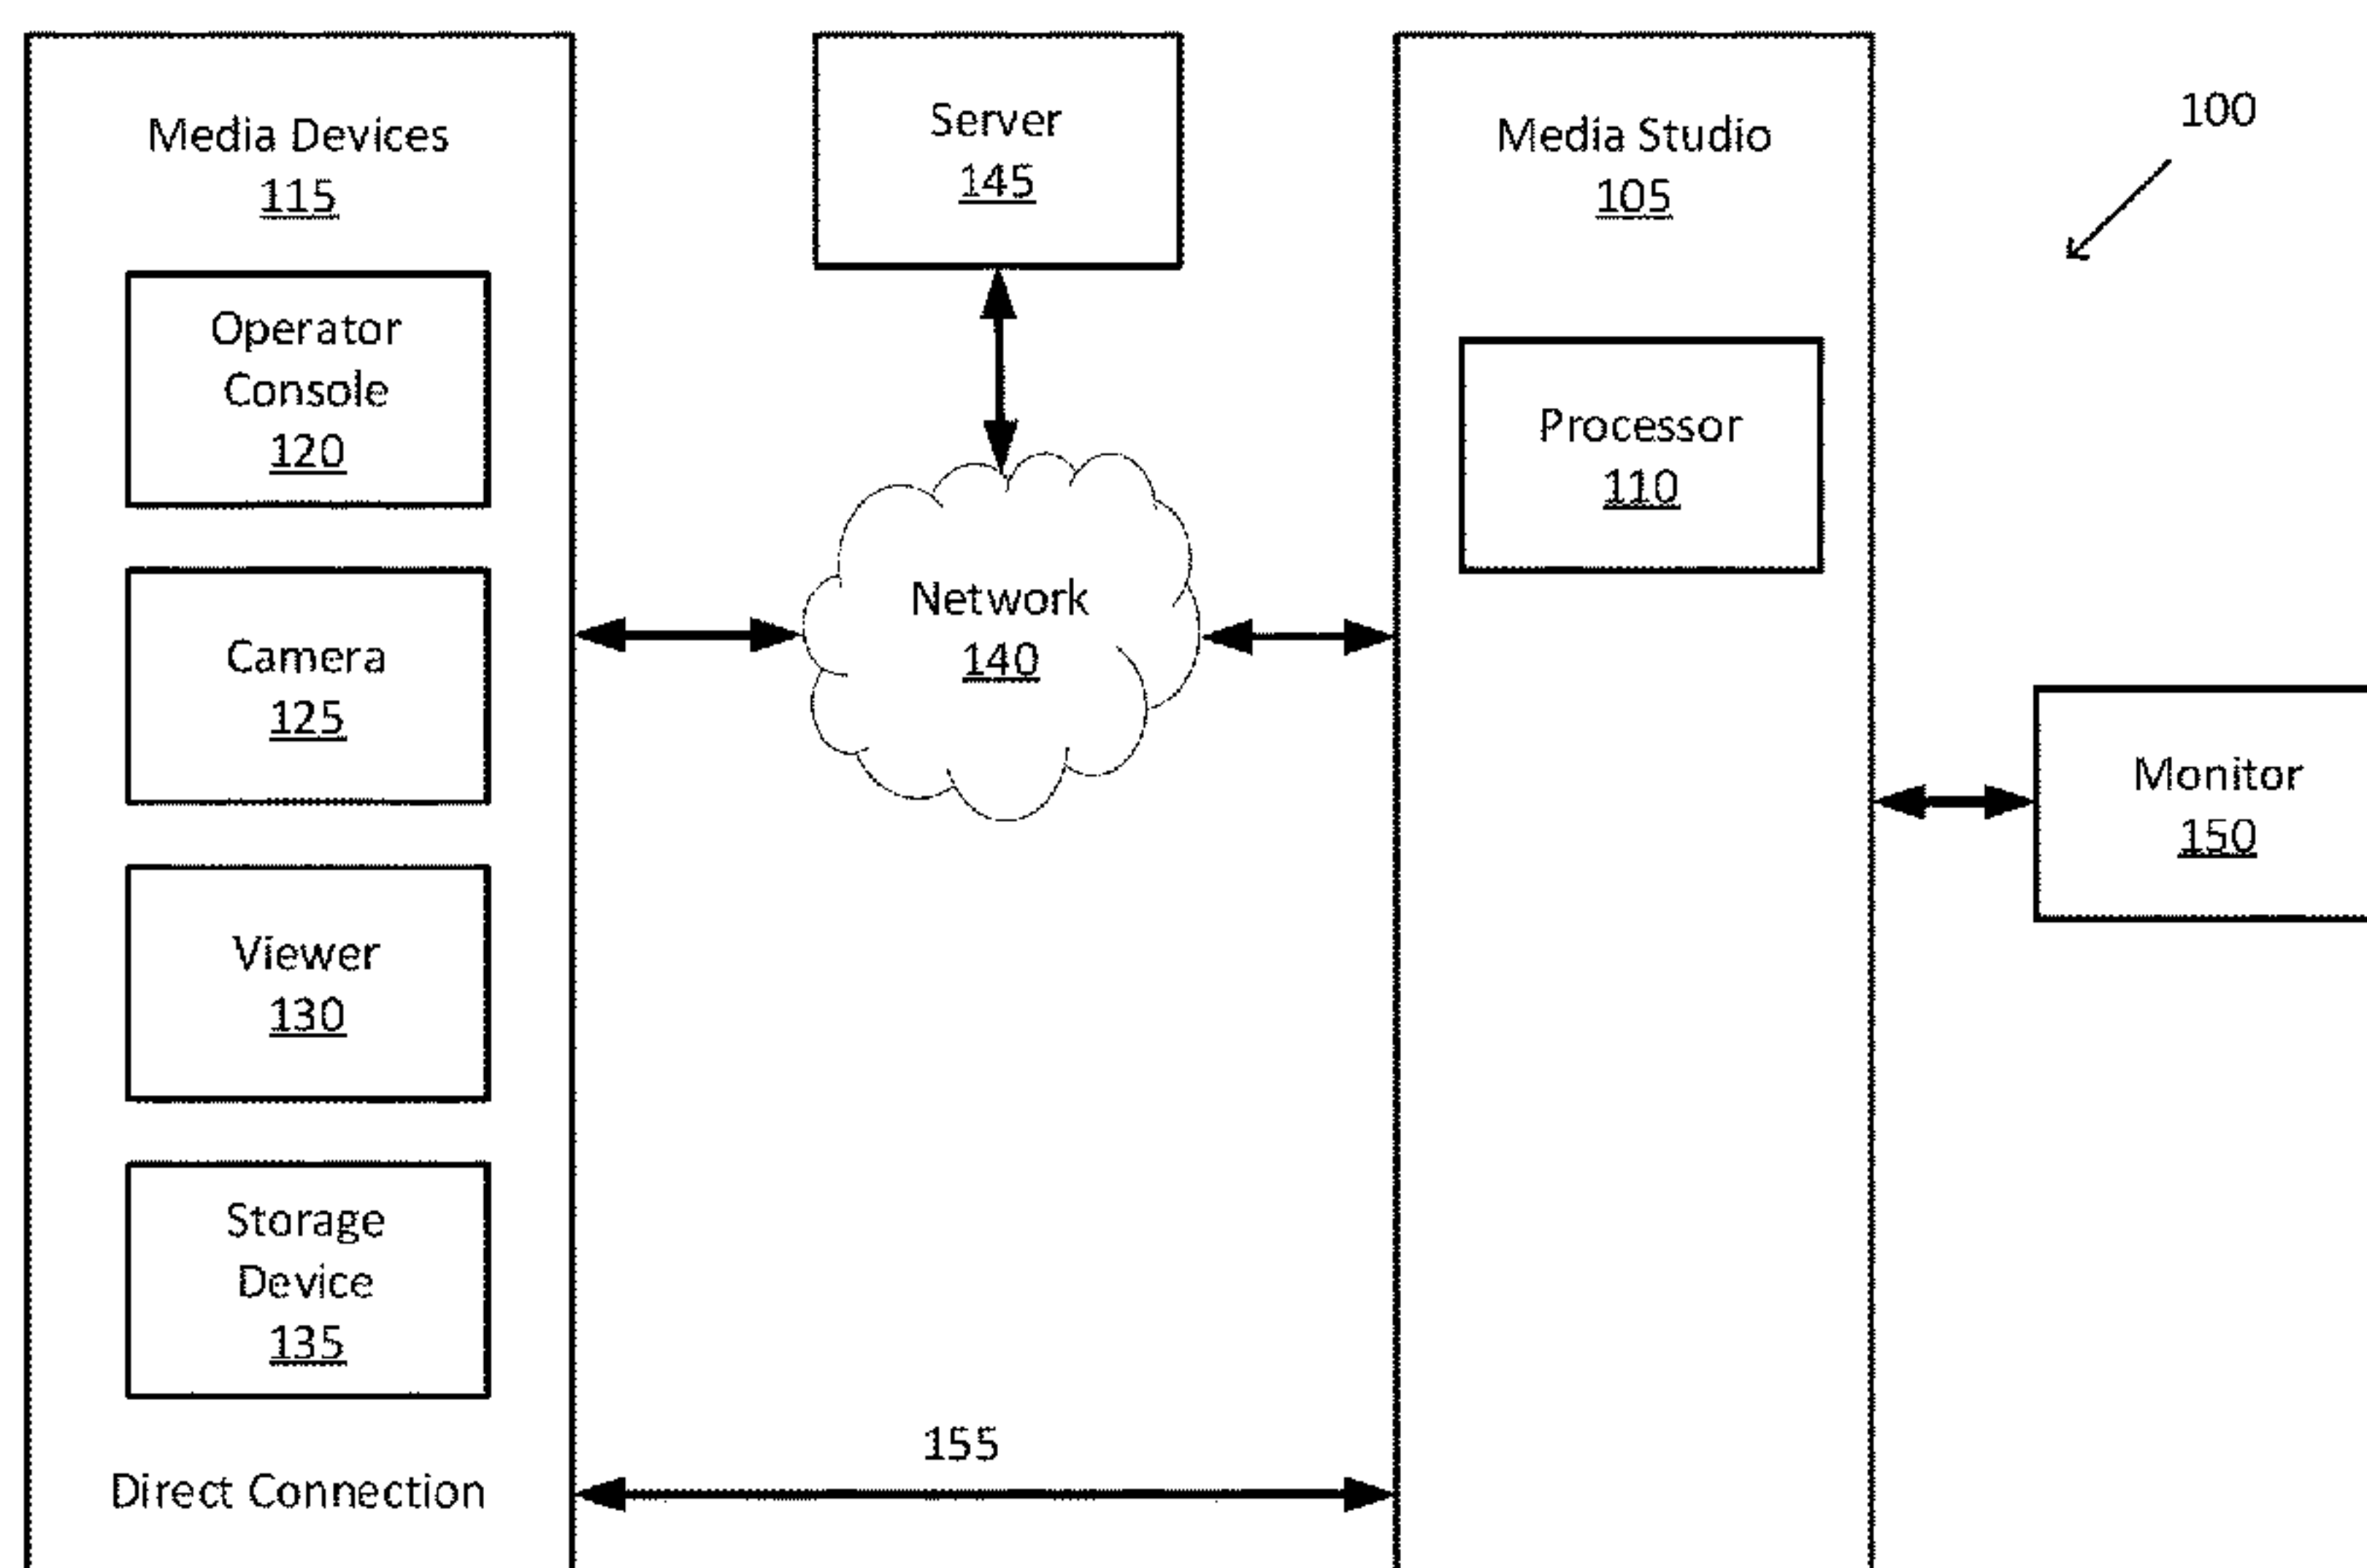 Media Devices
115
Operator
Console
120
Camera
125
Viewer
130
Storage
Device
135
Direct Connection
Server
145
Network
140
155
Media Studio
105
Processor
110
100
Monitor
150